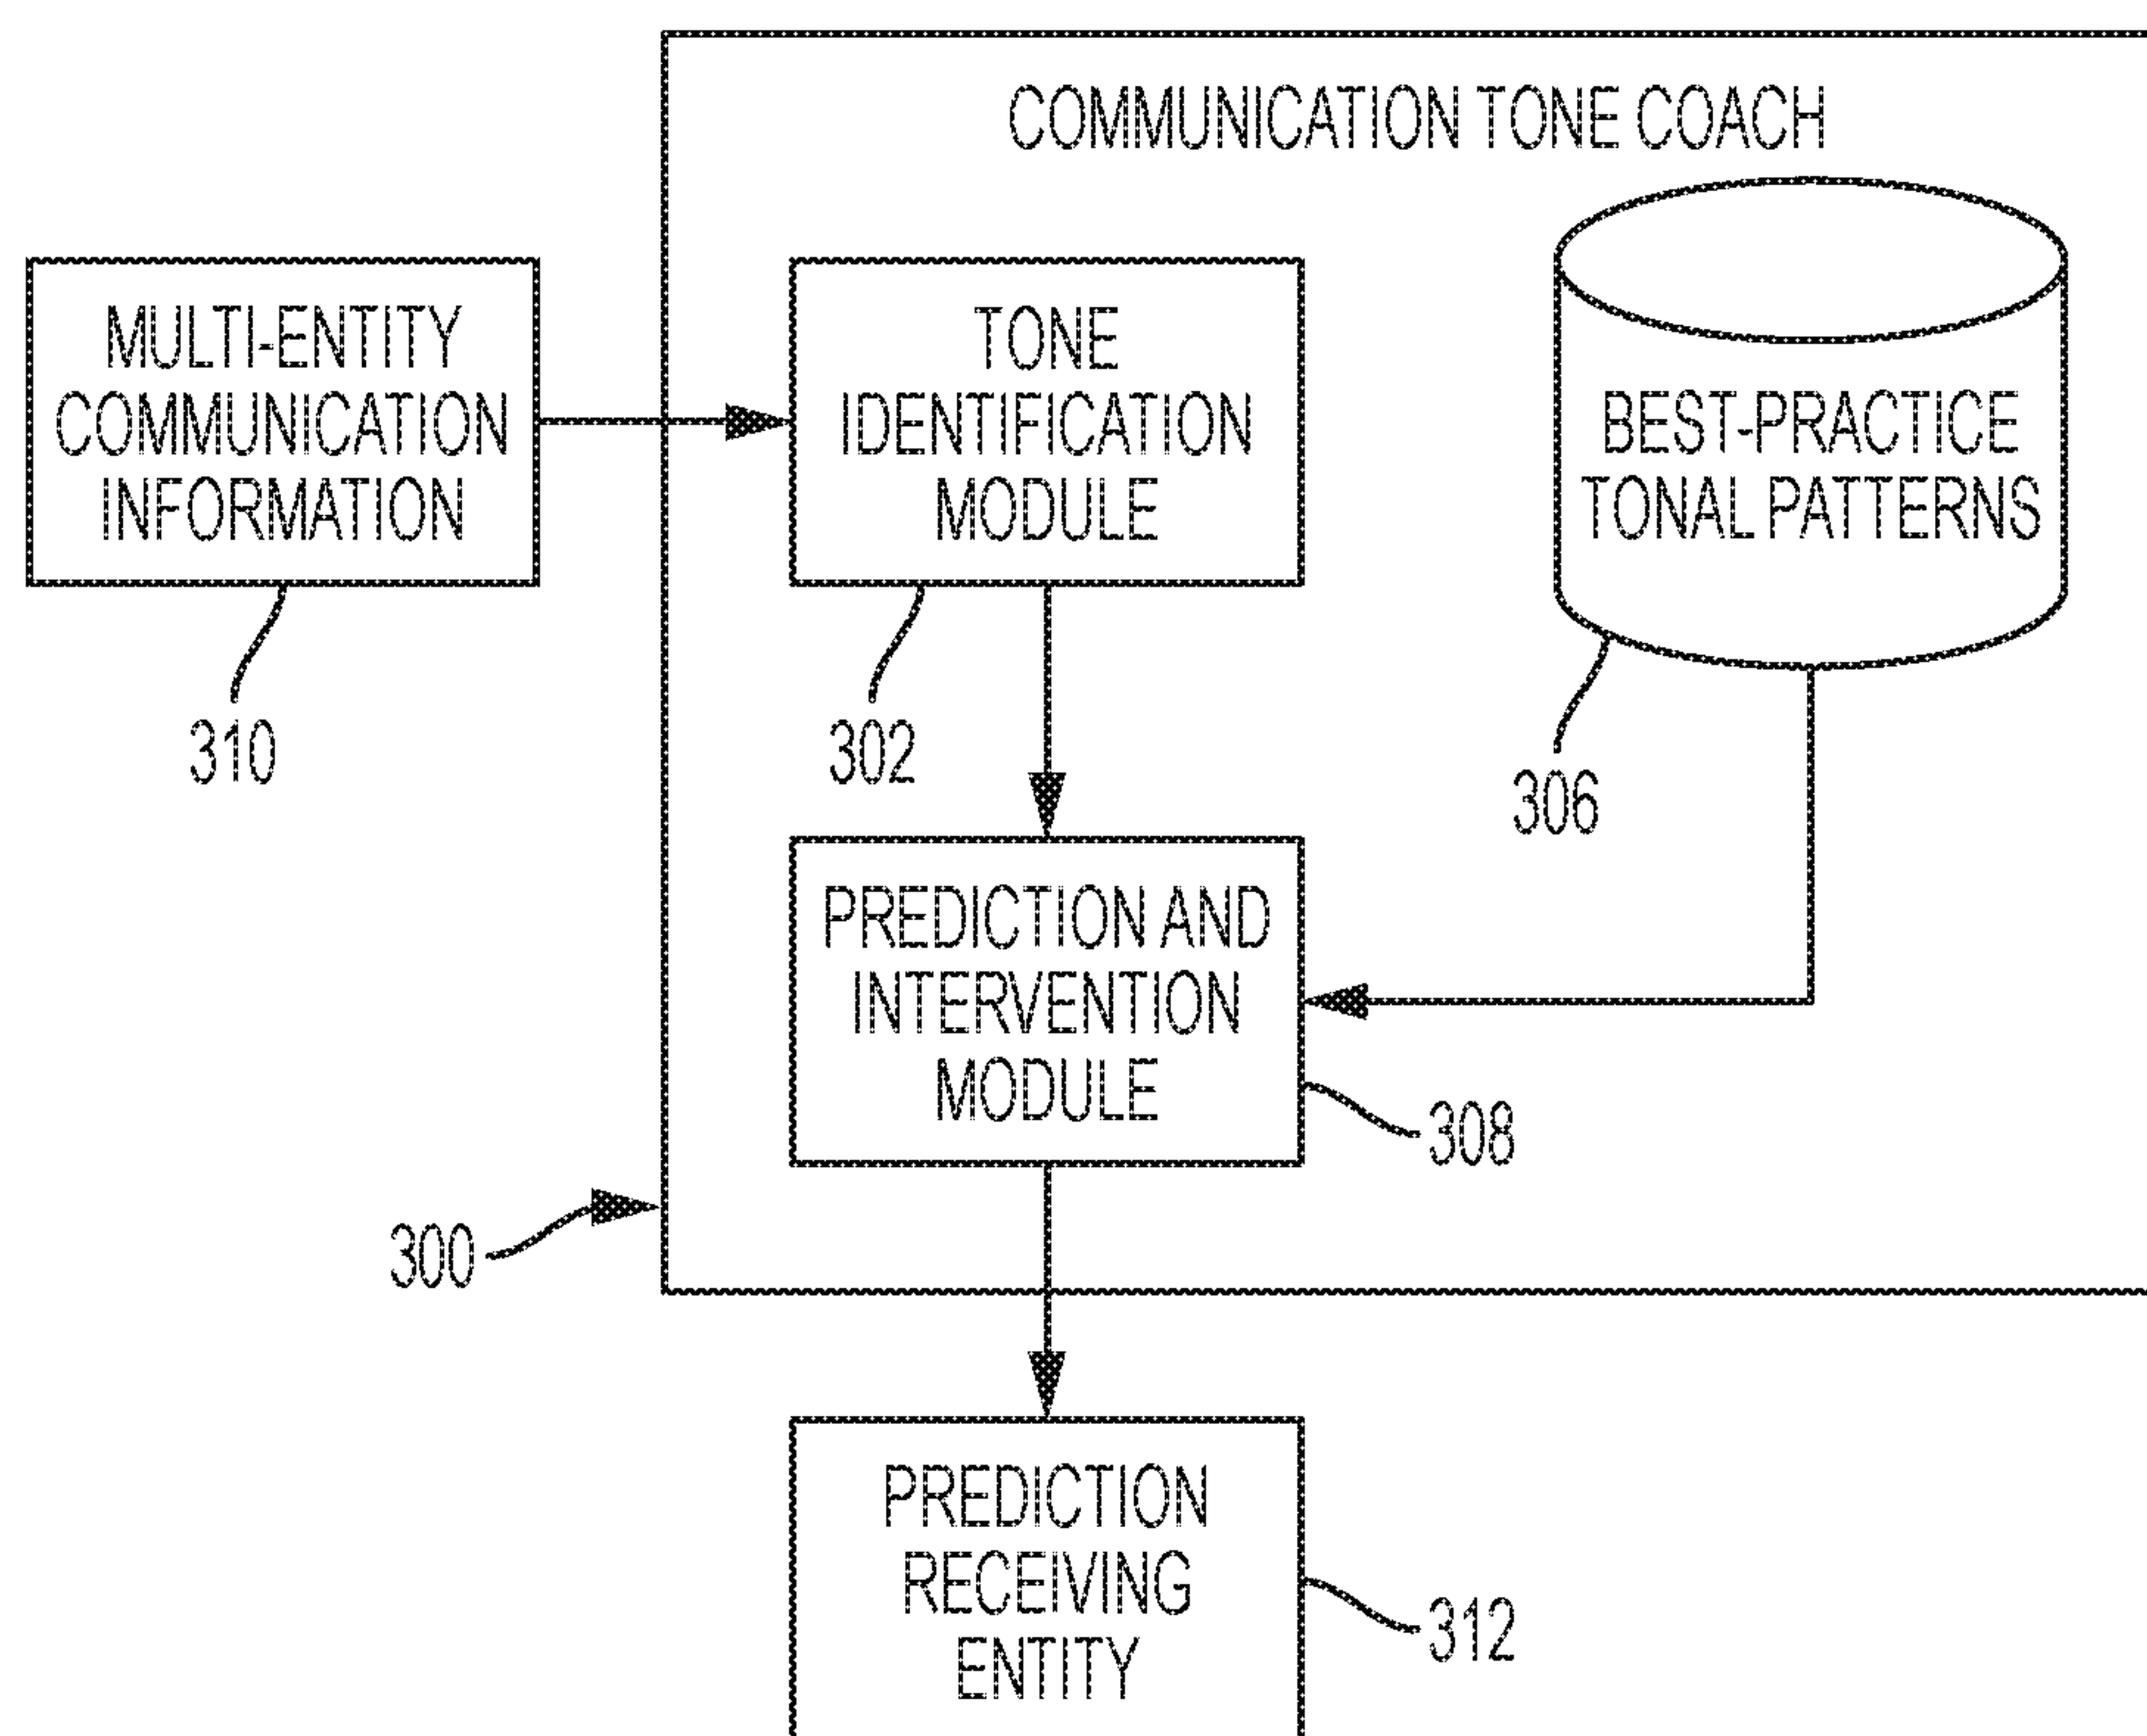 COMMUNICATION TONE COACH
MULTI-ENTITY
COMMUNICATION
INFORMATION
310
TONE
IDENTIFICATION
MODULE
302
BEST-PRACTICE
TONAL PATTERNS
306
PREDICTION AND
INTERVENTION
MODULE
308
300
PREDICTION
RECEIVING
ENTITY
312